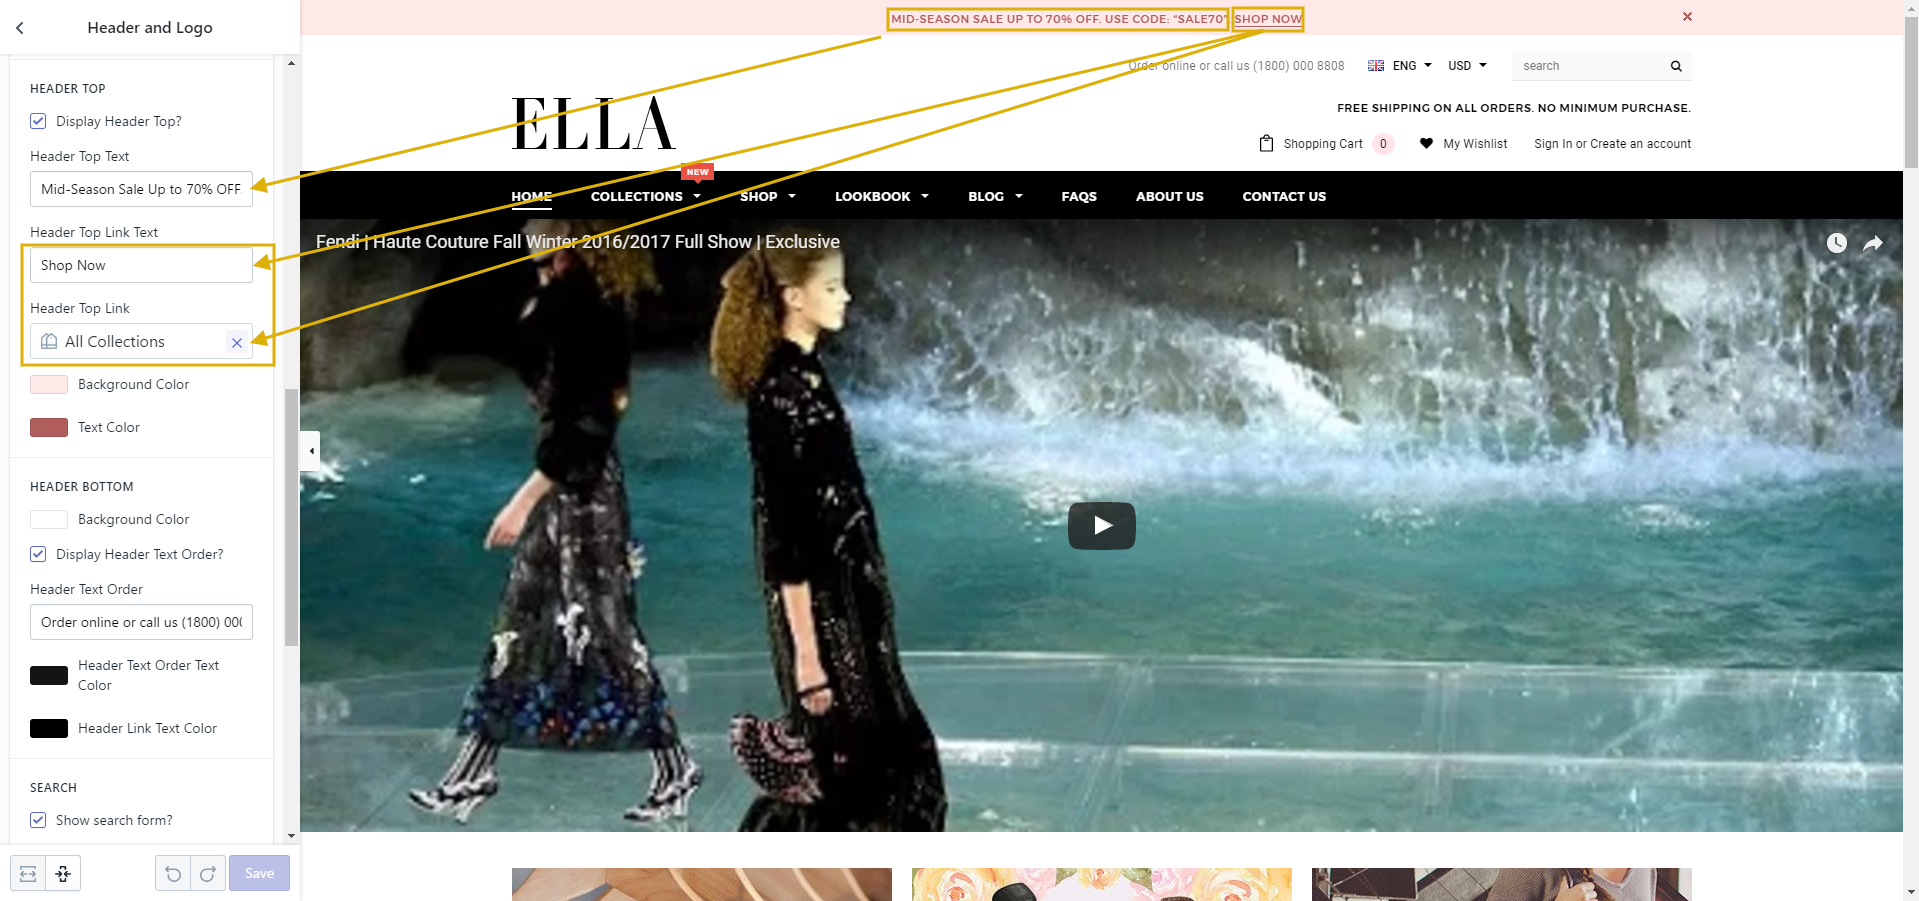 Header and Logo
HEADER TOP
Display Header Top?
Header Top Text
Mid-Season Sale Up to 70% OFF.
Header Top Link Text
Shop Now
Header Top Link
All Collections
Background Color
Text Color
HEADER BOTTOM
Background Color
Display Header Text Order?
Header Text Order
Order online or call us (1800) 000
Header Text Order Text
Color
Header Link Text Color
SEARCH
Show search form?
Save
MID-SEASON SALE UP TO 70% OFF. USE CODE: "SALE70". SHOP NOW
Order online or call us (1800) 000 8808 ENG USD search
ELLA
FREE SHIPPING ON ALL ORDERS. NO MINIMUM PURCHASE.
Shopping Cart 0 My Wishlist Sign In or Create an account
NEW
HOME COLLECTIONS SHOP LOOKBOOK BLOG FAQS ABOUT US CONTACT US
Fendi | Haute Couture Fall Winter 2016/2017 Full Show | Exclusive